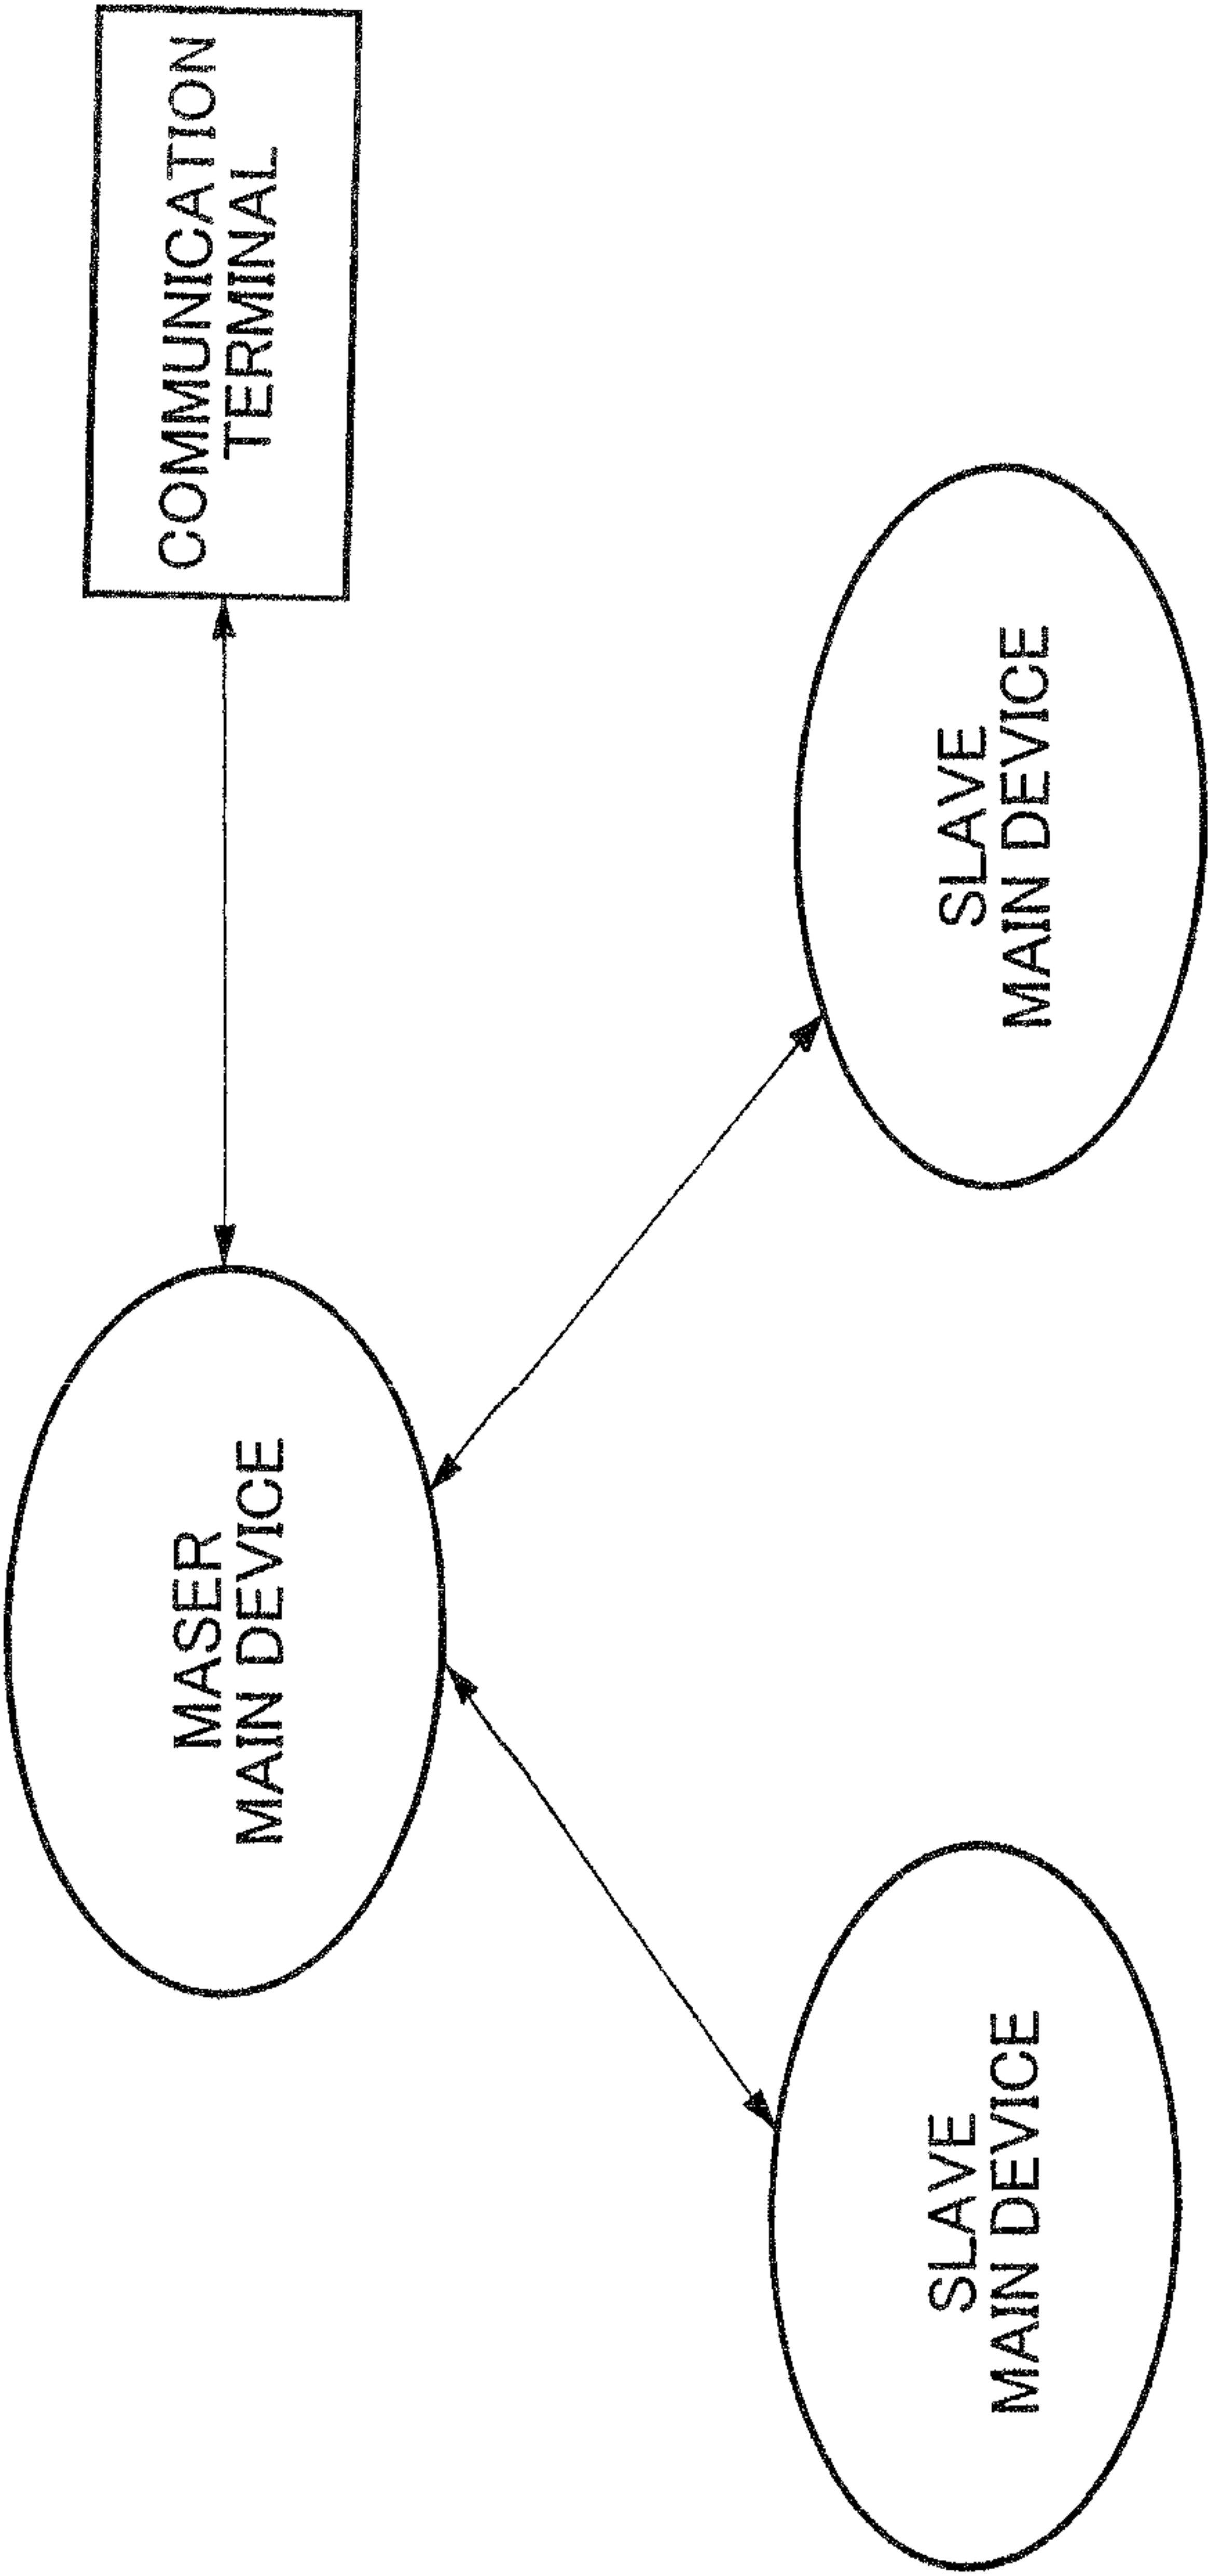 MASER
MAIN DEVICE
COMMUNICATION
TERMINAL
SLAVE
MAIN DEVICE
SLAVE
MAIN DEVICE